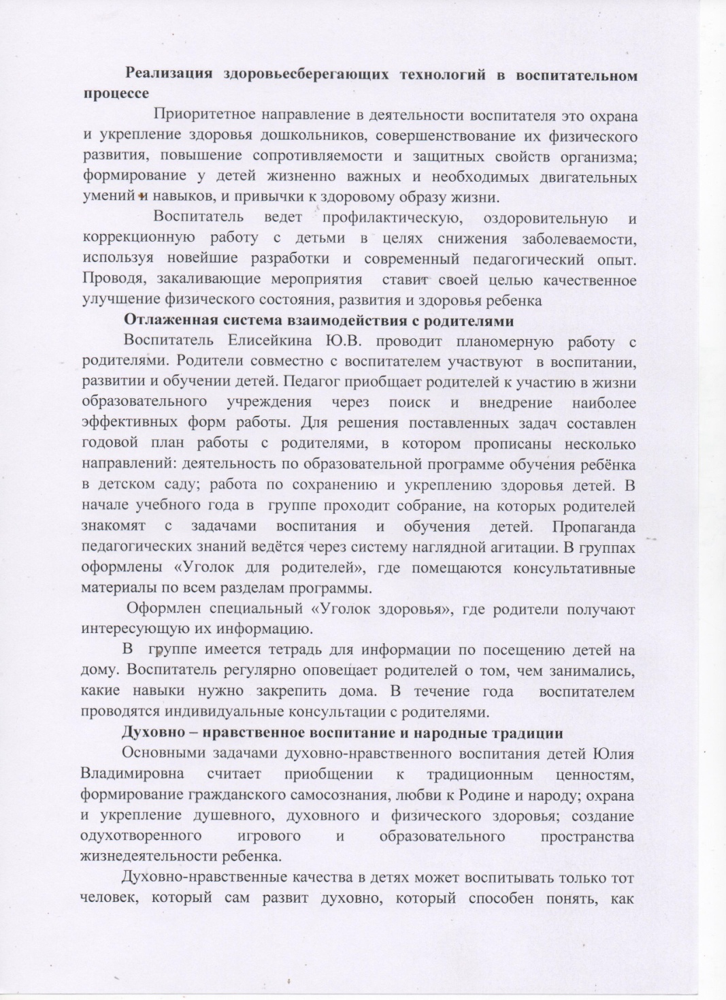 Реализация здоровьесберегающих технологий в воспитательном
процессе
Приоритетное направление в деятельности воспитателя это охрана
и укрепление здоровья дошкольников, совершенствование их физического
развития, повышение сопротивляемости и защитных свойств организма;
формирование у детей жизненно важных и необходимых двигательных
умений и навыков, и привычки к здоровому образу жизни.
Воспитатель ведет профилактическую, оздоровительную и
коррекционную работу с детьми в целях снижения заболеваемости,
используя новейшие разработки и современный педагогический опыт.
Проводя, закаливающие мероприятия ставит своей целью качественное
улучшение физического состояния, развития и здоровья ребенка
Отлаженная система взаимодействия с родителями
Воспитатель Елисейкина Ю.В. проводит планомерную работу с
родителями. Родители совместно с воспитателем участвуют в воспитании,
развитии и обучении детей. Педагог приобщает родителей к участию в жизни
образовательного учреждения через поиск и внедрение наиболее
эффективных форм работы. Для решения поставленных задач составлен
годовой план работы с родителями, в котором прописаны несколько
направлений: деятельность по образовательной программе обучения ребёнка
в детском саду; работа по сохранению и укреплению здоровья детей. В
начале учебного года в группе проходит собрание, на которых родителей
знакомят с задачами воспитания и обучения детей. Пропаганда
педагогических знаний ведётся через систему наглядной агитации. В группах
оформлены «Уголок для родителей», где помещаются консультативные
материалы по всем разделам программы.
Оформлен специальный «Уголок здоровья», где родители получают
интересующую их информацию.
В группе имеется тетрадь для информации по посещению детей на
дому. Воспитатель регулярно оповещает родителей о том, чем занимались,
какие навыки нужно закрепить дома. В течение года воспитателем
проводятся индивидуальные консультации с родителями.
Духовно – нравственное воспитание и народные традиции
Основными задачами духовно-нравственного воспитания детей Юлия
Владимировна считает приобщении к традиционным ценностям,
формирование гражданского самосознания, любви к Родине и народу; охрана
и укрепление душевного, духовного и физического здоровья; создание
одухотворенного игрового и образовательного пространства
жизнедеятельности ребенка.
Духовно-нравственные качества в детях может воспитывать только тот
человек, который сам развит духовно, который способен понять, как